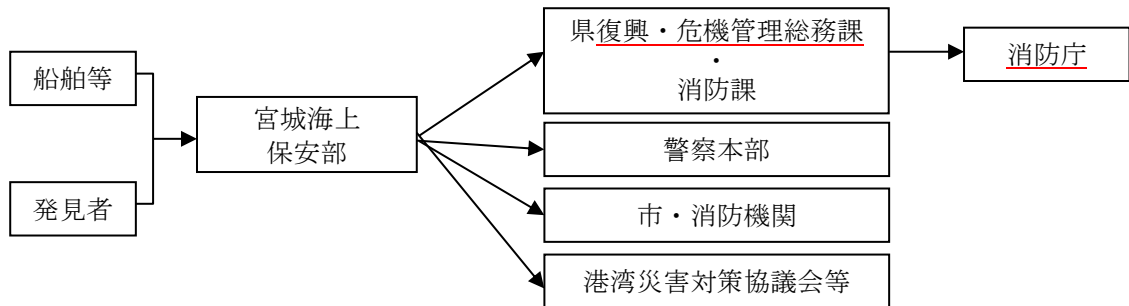 船舶等
発見者
宮城海上
保安部
県復興・危機管理総務課
・
消防課
警察本部
市・消防機関
港湾災害対策協議会等
消防庁